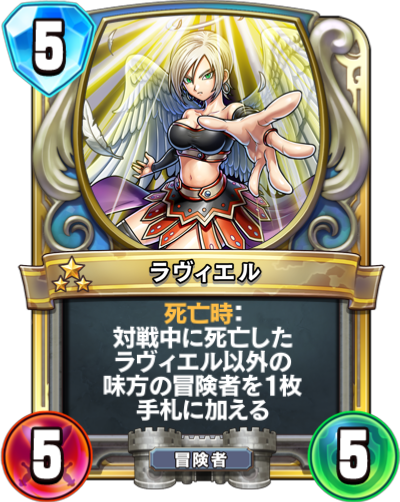 5
ラヴィエル
死亡時：
対戦中に死亡した
ラヴィエル以外の
味方の冒険者を1枚
手札に加える
5
冒険者
5